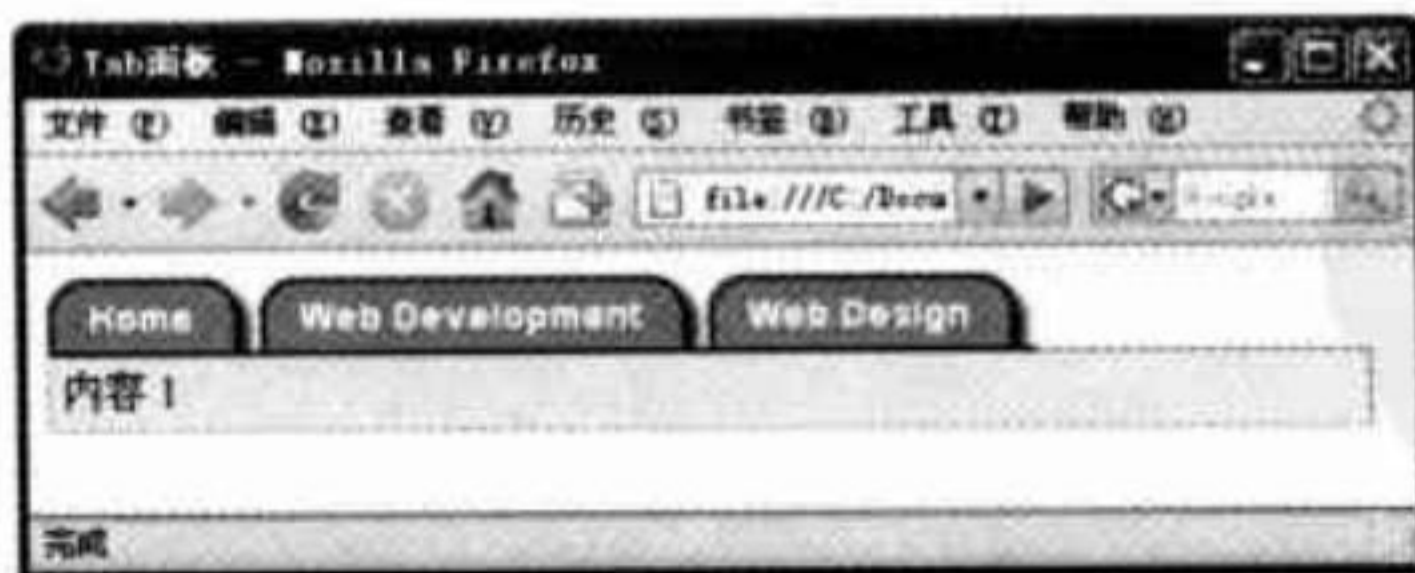 Tab面板 - Mozilla Firefox
文件 (F) 编辑 (E) 查看 (V) 历史 (S) 书签 (B) 工具 (T) 帮助 (H)
file:///C:/Docu
Home Web Development Web Design
内容 1
完成